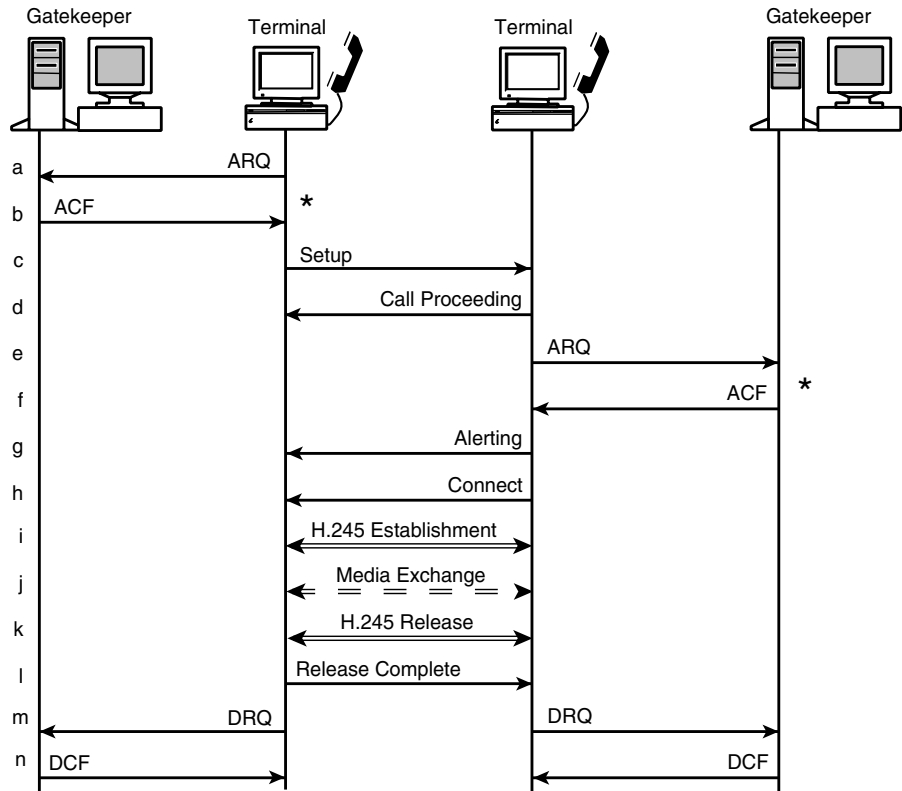 Gatekeeper Terminal Terminal Gatekeeper
a ARQ
b ACF *
c Setup
d Call Proceeding
e ARQ
f ACF *
g Alerting
h Connect
i H.245 Establishment
j Media Exchange
k H.245 Release
l Release Complete
m DRQ DRQ
n DCF DCF